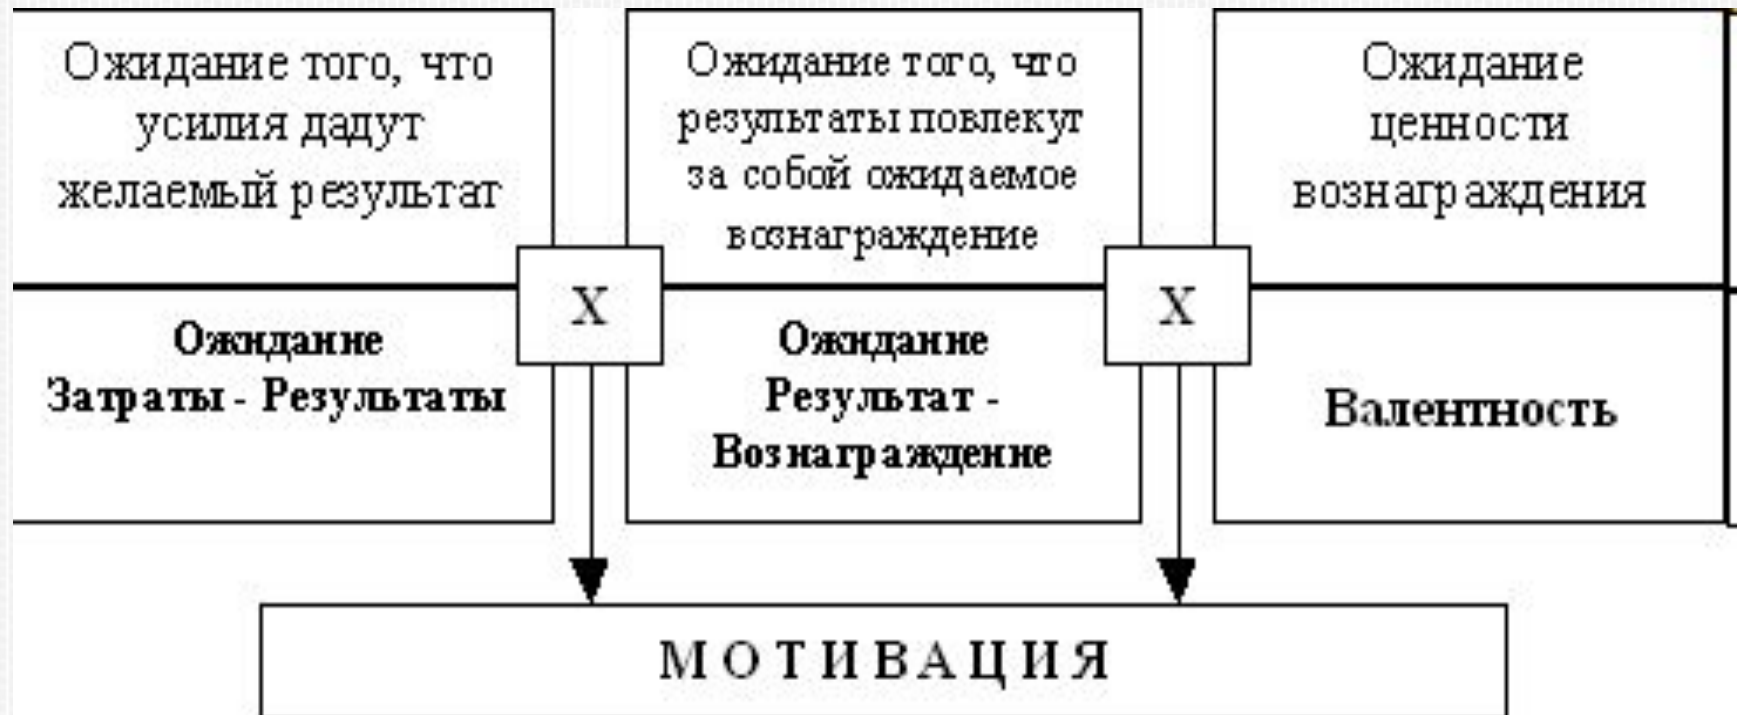 Ожидание того, что
усилия дадут
желаемый результат
Ожидание
Затраты - Результаты
X
Ожидание того, что
результаты повлекут
за собой ожидаемое
вознаграждение
Ожидание
Результат -
Вознаграждение
X
Ожидание
ценности
вознаграждения
Валентность
МОТИВАЦИЯ